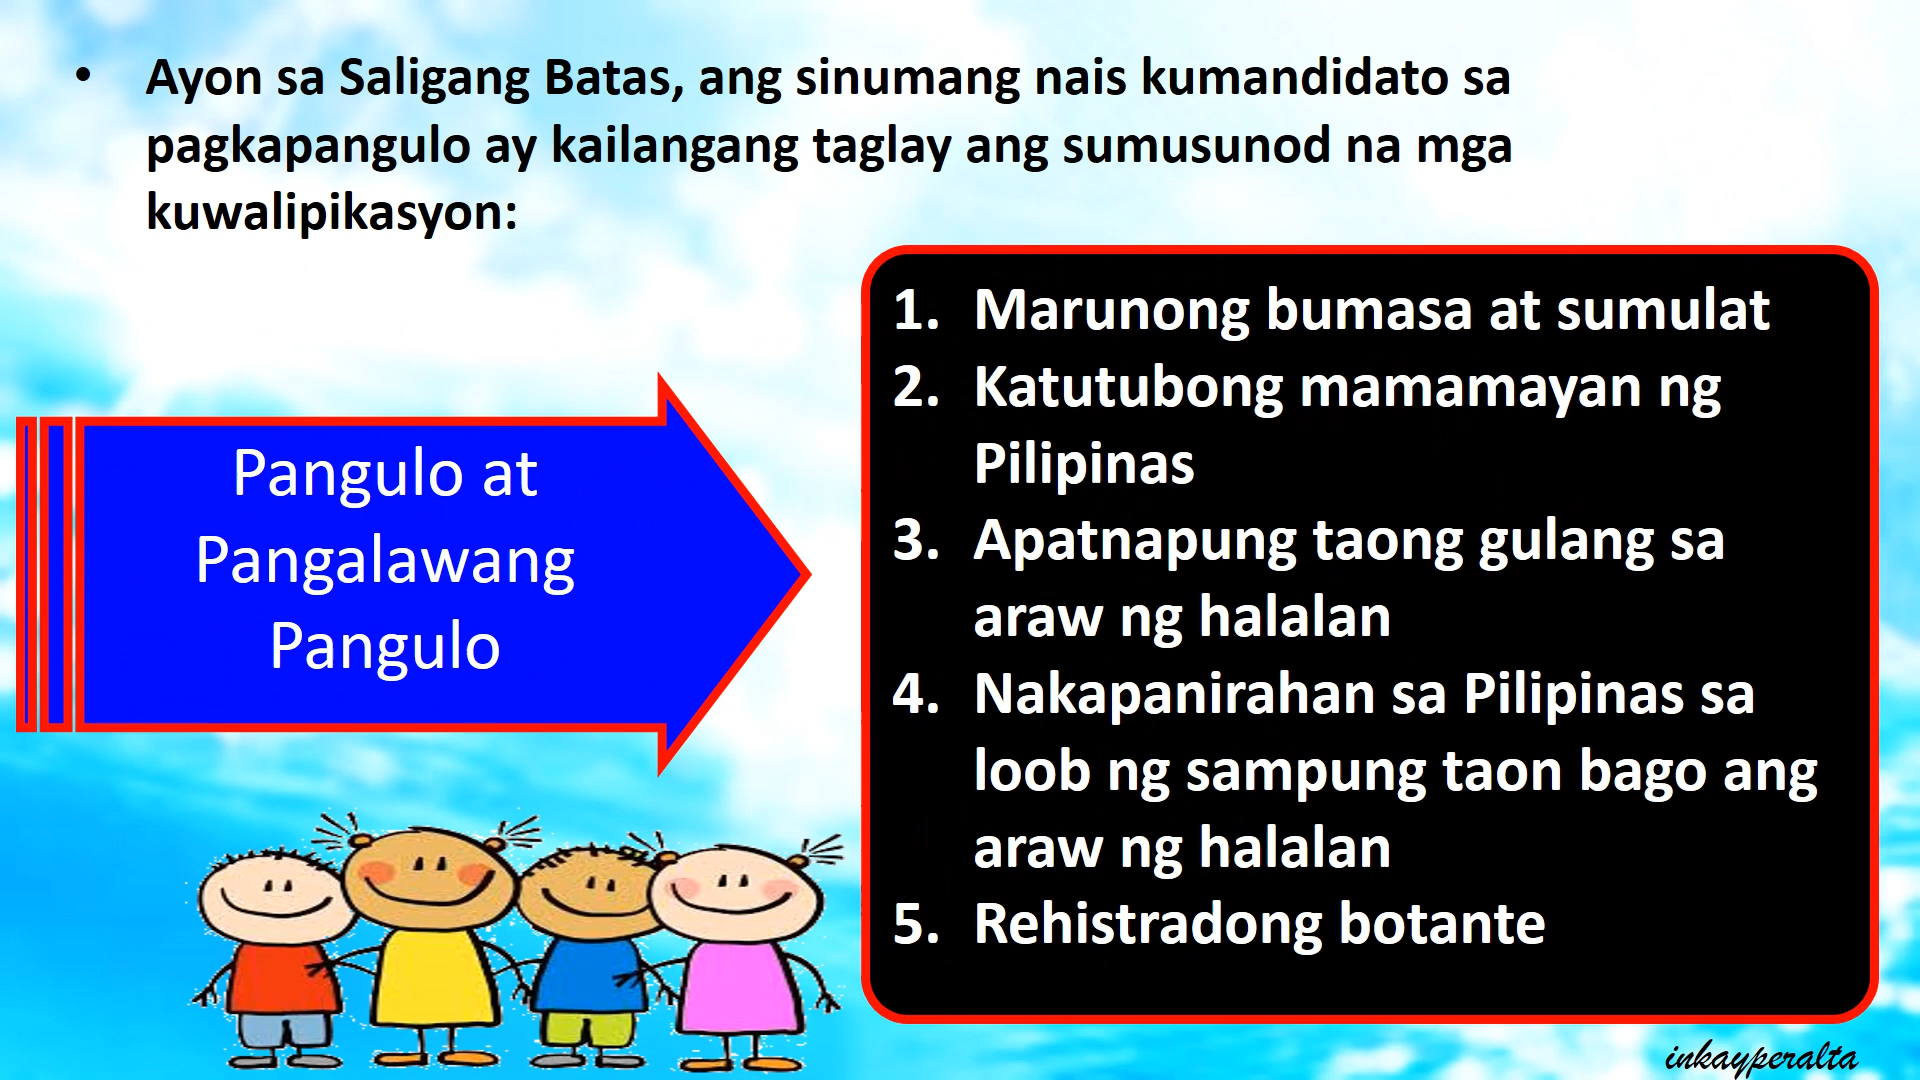 • Ayon sa Saligang Batas, ang sinumang nais kumandidato sa
pagkapangulo ay kailangang taglay ang sumusunod na mga
kuwalipikasyon:
Pangulo at
Pangalawang
Pangulo
1. Marunong bumasa at sumulat
2. Katutubong mamamayan ng
Pilipinas
3. Apatnapung taong gulang sa
araw ng halalan
4. Nakapanirahan sa Pilipinas sa
loob ng sampung taon bago ang
araw ng halalan
5. Rehistradong botante
inkayperalta